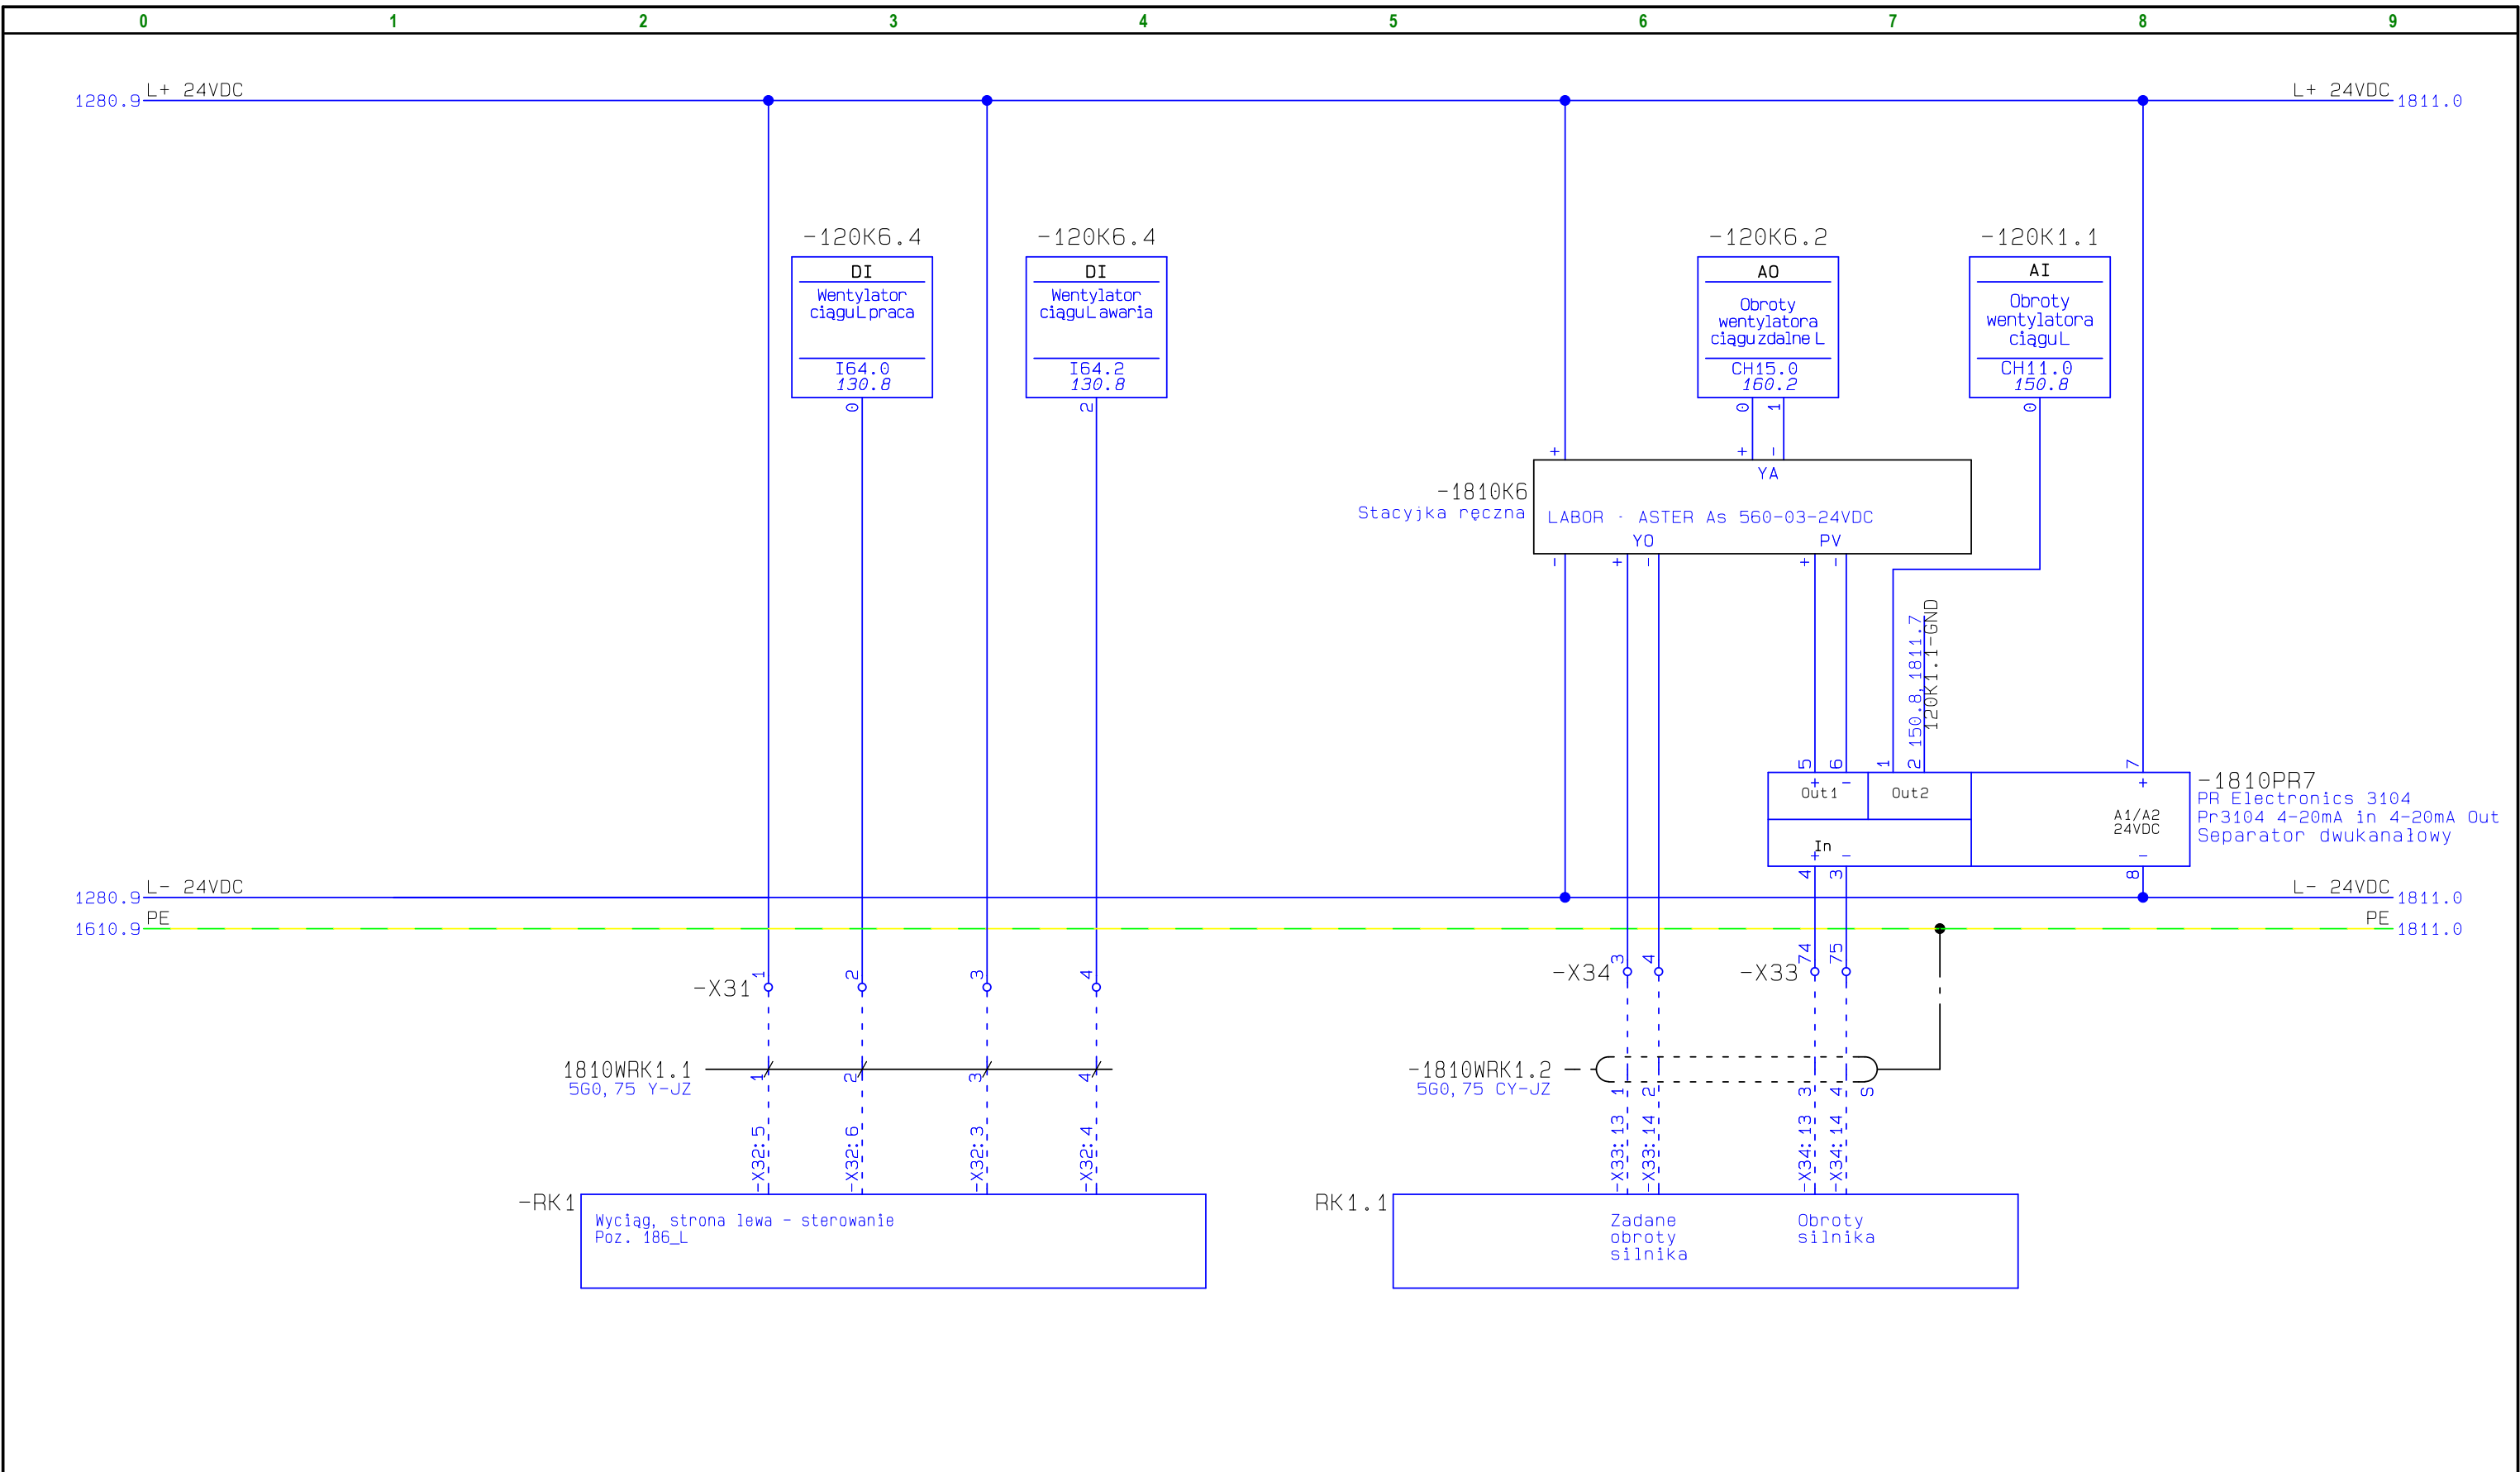 0 1 2 3 4 5 6 7 8 9
L+ 24VDC
1280.9
L+ 24VDC
1811.0
-120K6.4
DI
Wentylator
ciągu L praca
I64.0
130.8
0
-120K6.4
DI
Wentylator
ciągu L awaria
I64.2
130.8
2
-120K6.2
AO
Obroty
wentylatora
ciągu zdalne L
CH15.0
160.2
0 1
-120K1.1
AI
Obroty
wentylatora
ciągu L
CH11.0
150.8
0
+ + -
YA
-1810K6
Stacyjka ręczna
LABOR - ASTER As 560-03-24VDC
YO PV
- + - + -
150.8, 1811.7
120K1.1-GND
5 6 1 2 7
+ - +
Out1 Out2
A1/A2
24VDC
In
+ - -
4 3 8
-1810PR7
PR Electronics 3104
Pr3104 4-20mA in 4-20mA Out
Separator dwukanałowy
L- 24VDC
1280.9
L- 24VDC
1811.0
PE
1610.9
PE
1811.0
-X31
1 2 3 4
-X34
3 4
-X33
74 75
1810WRK1.1
5G0,75 Y-JZ
1 2 3 4
-1810WRK1.2
5G0,75 CY-JZ
1 2 3 4 S
-X32:5 -X32:6 -X32:3 -X32:4
-X33:13 -X33:14 -X34:13 -X34:14
-RK1
Wyciąg, strona lewa - sterowanie
Poz. 186_L
RK1.1
Zadane
obroty
silnika
Obroty
silnika